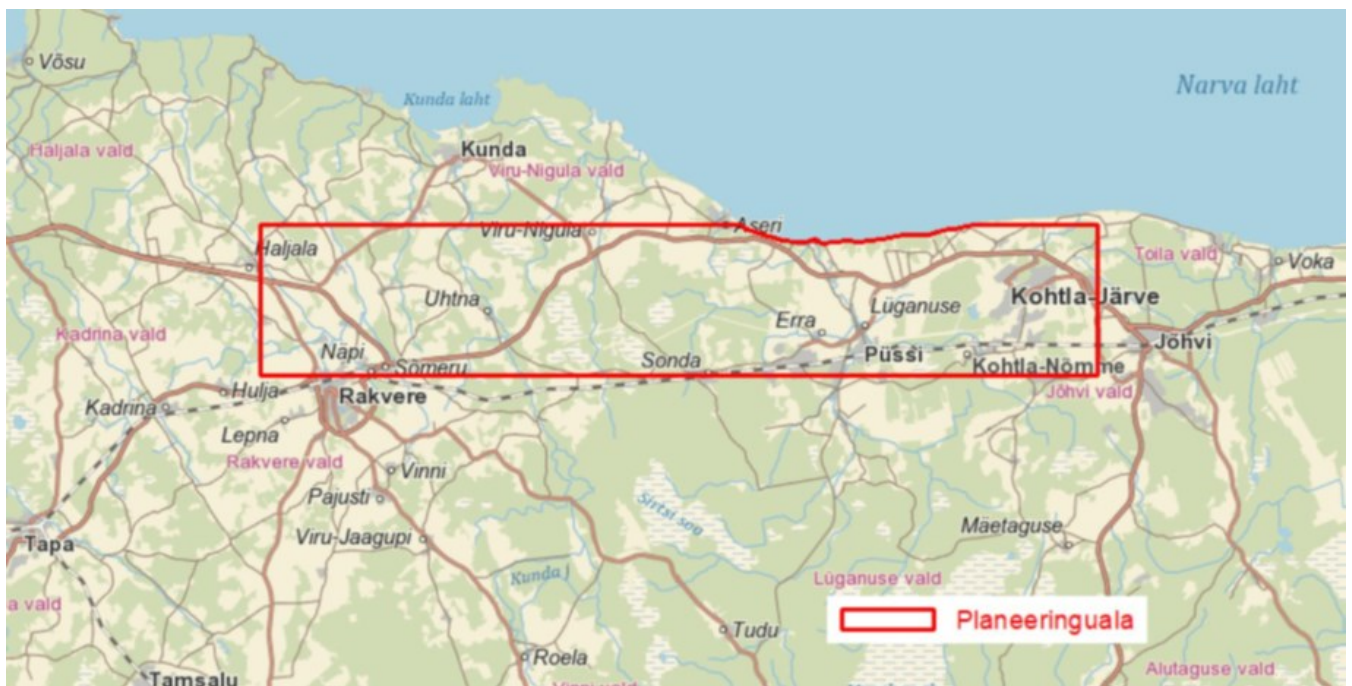 Võsu
Narva laht
Kunda laht
Haljala vald
Kunda
Viru-Nigula vald
Viru-Nigula
Aseri
Haljala
Toila vald
Voka
Uhtna
Kohtla-Järve
Lüganuse
Erra
Kadrina vald
Näpi
Sõmeru
Sonda
Püssi
Jõhvi
Kohtla-Nõmme
Hulja
Kadrina
Rakvere
Jõhvi vald
Lepna
Rakvere vald
Vinni
Pajusti
Sirtsi soo
Viru-Jaagupi
Mäetaguse
Tapa
Kunda j
Lüganuse vald
a vald
Planeeringuala
Tudu
Roela
Alutaguse vald
Tamsalu
Vinni vald